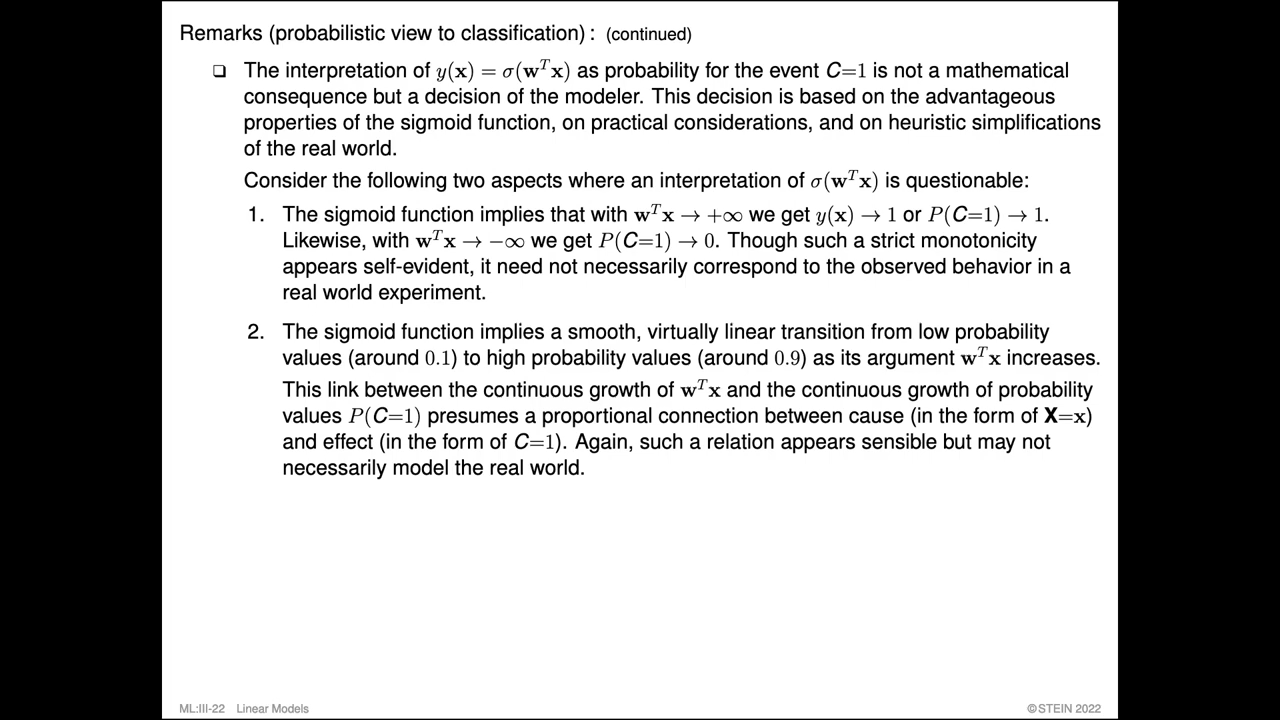 Remarks (probabilistic view to classification) : (continued)
❑ The interpretation of y(x) = σ(wᵀx) as probability for the event C=1 is not a mathematical
consequence but a decision of the modeler. This decision is based on the advantageous
properties of the sigmoid function, on practical considerations, and on heuristic simplifications
of the real world.
Consider the following two aspects where an interpretation of σ(wᵀx) is questionable:
1. The sigmoid function implies that with wᵀx → +∞ we get y(x) → 1 or P(C=1) → 1.
Likewise, with wᵀx → −∞ we get P(C=1) → 0. Though such a strict monotonicity
appears self-evident, it need not necessarily correspond to the observed behavior in a
real world experiment.
2. The sigmoid function implies a smooth, virtually linear transition from low probability
values (around 0.1) to high probability values (around 0.9) as its argument wᵀx increases.
This link between the continuous growth of wᵀx and the continuous growth of probability
values P(C=1) presumes a proportional connection between cause (in the form of X=x)
and effect (in the form of C=1). Again, such a relation appears sensible but may not
necessarily model the real world.
ML:III-22 Linear Models ©STEIN 2022